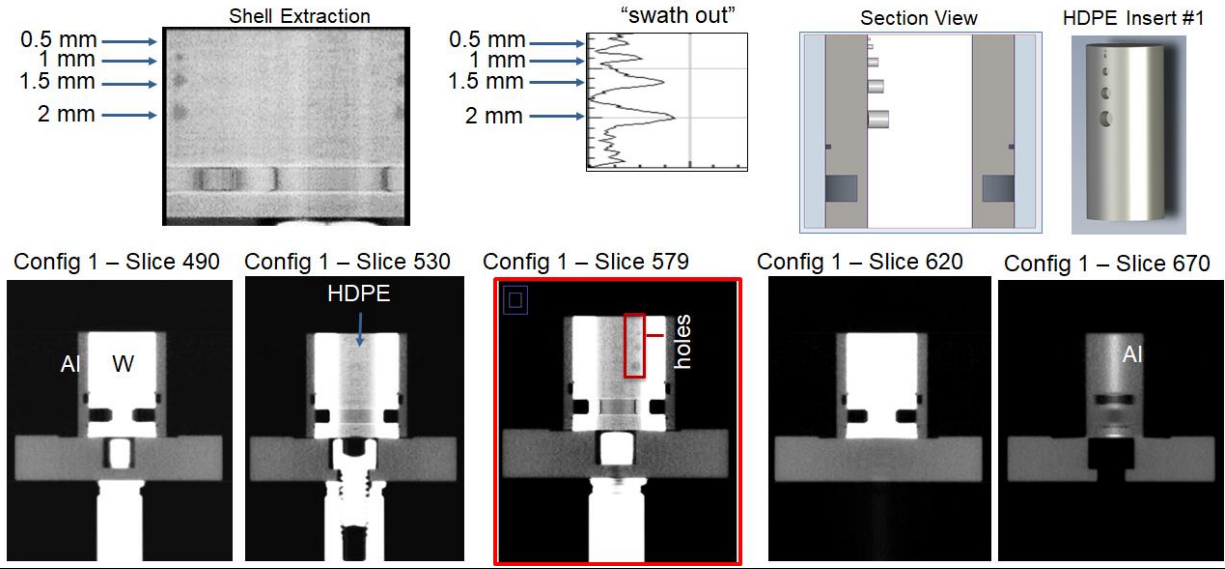 Shell Extraction
0.5 mm
1 mm
1.5 mm
2 mm
“swath out”
0.5 mm
1 mm
1.5 mm
2 mm
Section View
HDPE Insert #1
Config 1 – Slice 490
Al
W
Config 1 – Slice 530
HDPE
Config 1 – Slice 579
holes
Config 1 – Slice 620
Config 1 – Slice 670
Al